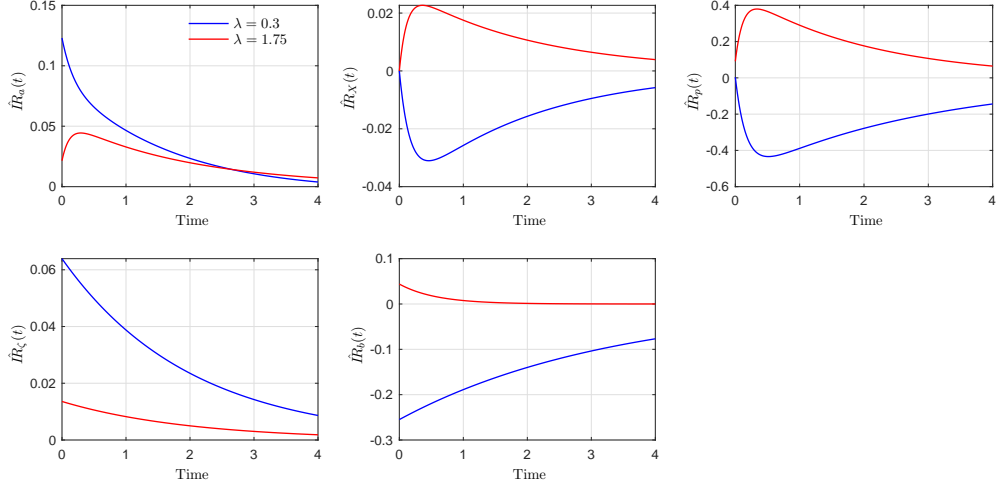 0.15
0.1
0.05
0
λ = 0.3
λ = 1.75
ÎR_a(t)
0 1 2 3 4
Time
0.02
0
-0.02
-0.04
ÎR_X(t)
0 1 2 3 4
Time
0.4
0.2
0
-0.2
-0.4
-0.6
ÎR_p(t)
0 1 2 3 4
Time
0.06
0.04
0.02
0
ÎR_ζ(t)
0 1 2 3 4
Time
0.1
0
-0.1
-0.2
-0.3
ÎR_b(t)
0 1 2 3 4
Time